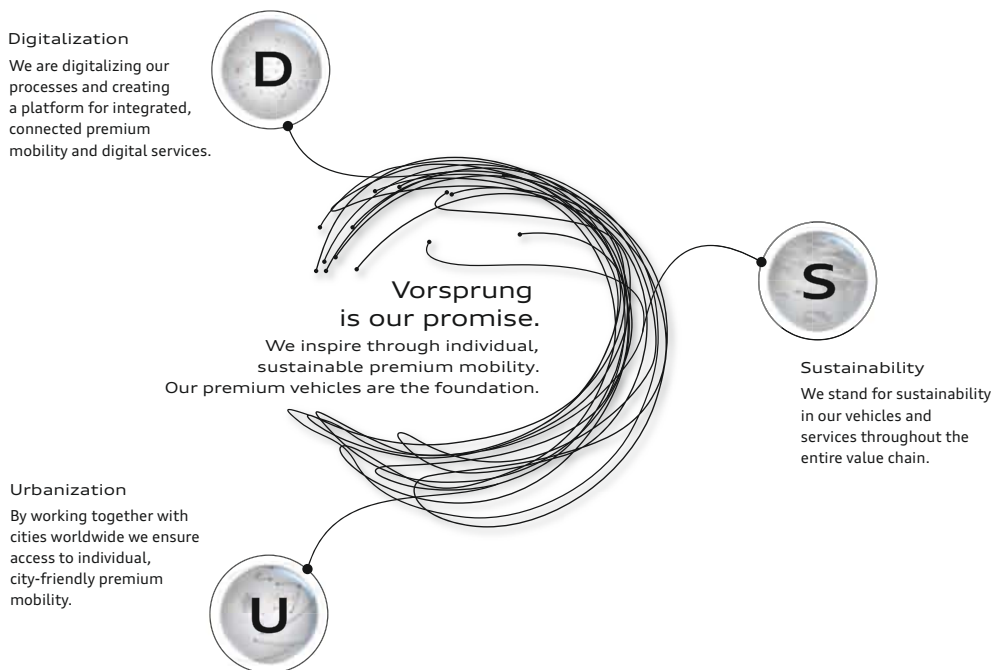 D
Digitalization
We are digitalizing our
processes and creating
a platform for integrated,
connected premium
mobility and digital services.
S
Vorsprung
is our promise.
We inspire through individual,
sustainable premium mobility.
Our premium vehicles are the foundation.
Sustainability
We stand for sustainability
in our vehicles and
services throughout the
entire value chain.
Urbanization
By working together with
cities worldwide we ensure
access to individual,
city-friendly premium
mobility.
U